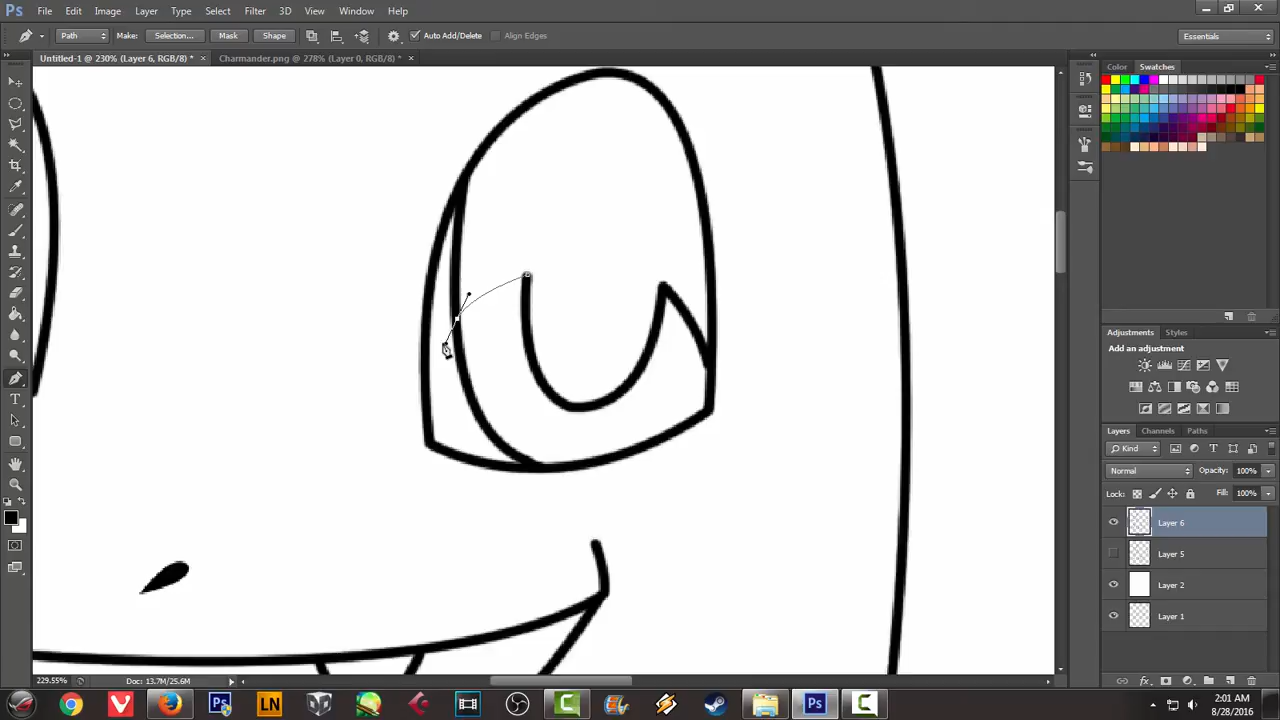 Ps File Edit Image Layer Type Select Filter 3D View Window Help
Path Make: Selection... Mask Shape Auto Add/Delete Align Edges Essentials
Untitled-1 @ 230% (Layer 6, RGB/8) * × Charmander.png @ 278% (Layer 0, RGB/8) * ×
Color Swatches
Adjustments Styles
Add an adjustment
Layers Channels Paths
Kind
Normal Opacity: 100%
Lock: Fill: 100%
Layer 6
Layer 5
Layer 2
Layer 1
229.55% Doc: 13.7M/25.6M
LN Ps
2:01 AM
8/28/2016